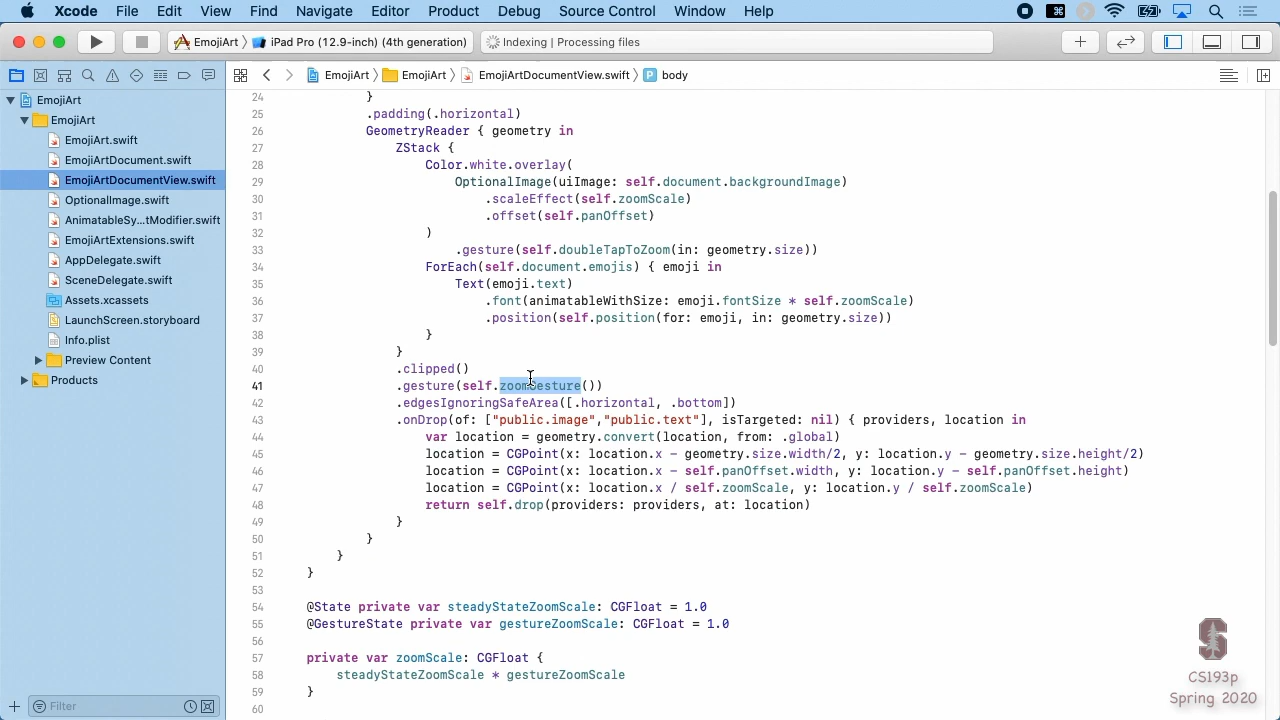 Xcode File Edit View Find Navigate Editor Product Debug Source Control Window Help
EmojiArt iPad Pro (12.9-inch) (4th generation) Indexing | Processing files
EmojiArt EmojiArt EmojiArtDocumentView.swift P body
EmojiArt
EmojiArt
EmojiArt.swift
EmojiArtDocument.swift
EmojiArtDocumentView.swift
OptionalImage.swift
AnimatableSy...tModifier.swift
EmojiArtExtensions.swift
AppDelegate.swift
SceneDelegate.swift
Assets.xcassets
LaunchScreen.storyboard
Info.plist
Preview Content
Products
Filter
24 }
25 .padding(.horizontal)
26 GeometryReader { geometry in
27 ZStack {
28 Color.white.overlay(
29 OptionalImage(uiImage: self.document.backgroundImage)
30 .scaleEffect(self.zoomScale)
31 .offset(self.panOffset)
32 )
33 .gesture(self.doubleTapToZoom(in: geometry.size))
34 ForEach(self.document.emojis) { emoji in
35 Text(emoji.text)
36 .font(animatableWithSize: emoji.fontSize * self.zoomScale)
37 .position(self.position(for: emoji, in: geometry.size))
38 }
39 }
40 .clipped()
41 .gesture(self.zoomGesture())
42 .edgesIgnoringSafeArea([.horizontal, .bottom])
43 .onDrop(of: ["public.image","public.text"], isTargeted: nil) { providers, location in
44 var location = geometry.convert(location, from: .global)
45 location = CGPoint(x: location.x - geometry.size.width/2, y: location.y - geometry.size.height/2)
46 location = CGPoint(x: location.x - self.panOffset.width, y: location.y - self.panOffset.height)
47 location = CGPoint(x: location.x / self.zoomScale, y: location.y / self.zoomScale)
48 return self.drop(providers: providers, at: location)
49 }
50 }
51 }
52 }
53
54 @State private var steadyStateZoomScale: CGFloat = 1.0
55 @GestureState private var gestureZoomScale: CGFloat = 1.0
56
57 private var zoomScale: CGFloat {
58 steadyStateZoomScale * gestureZoomScale
59 }
60
CS193p
Spring 2020